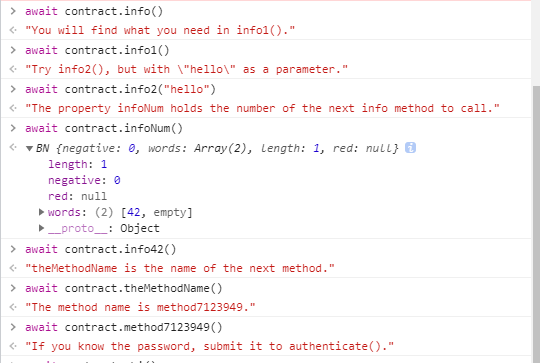 > await contract.info()
< "You will find what you need in info1()."
> await contract.info1()
< "Try info2(), but with \"hello\" as a parameter."
> await contract.info2("hello")
< "The property infoNum holds the number of the next info method to call."
> await contract.infoNum()
< ▼ BN {negative: 0, words: Array(2), length: 1, red: null} i
length: 1
negative: 0
red: null
▶ words: (2) [42, empty]
▶ __proto__: Object
> await contract.info42()
< "theMethodName is the name of the next method."
> await contract.theMethodName()
< "The method name is method7123949."
> await contract.method7123949()
< "If you know the password, submit it to authenticate()."